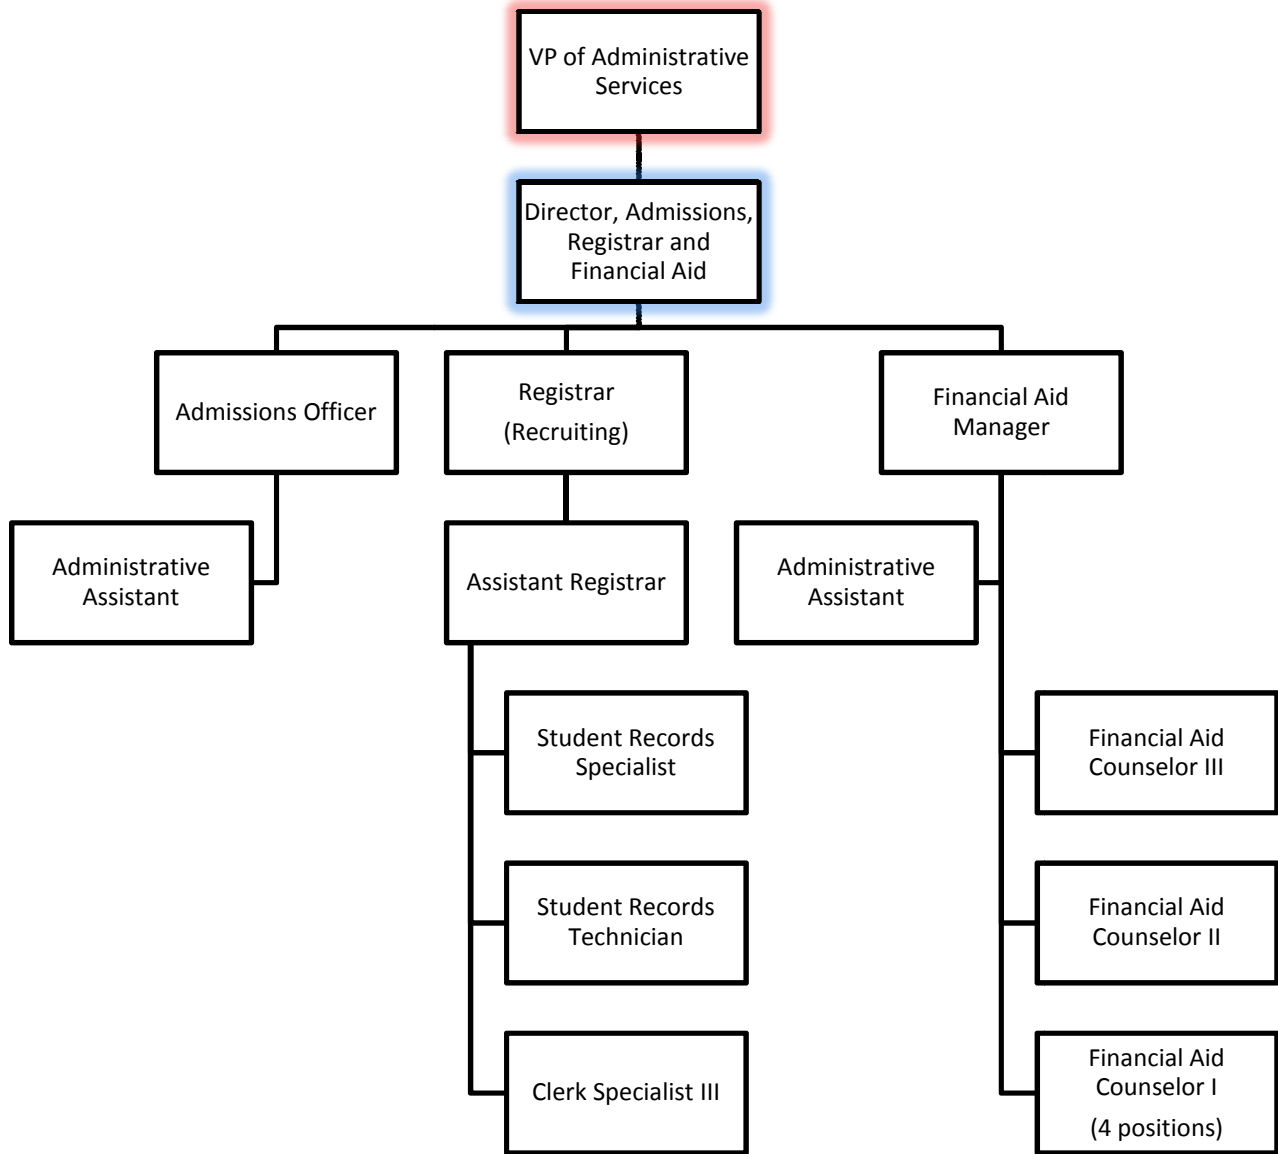 VP of Administrative
Services
Director, Admissions,
Registrar and
Financial Aid
Admissions Officer
Registrar
(Recruiting)
Financial Aid
Manager
Administrative
Assistant
Assistant Registrar
Administrative
Assistant
Student Records
Specialist
Financial Aid
Counselor III
Student Records
Technician
Financial Aid
Counselor II
Clerk Specialist III
Financial Aid
Counselor I
(4 positions)